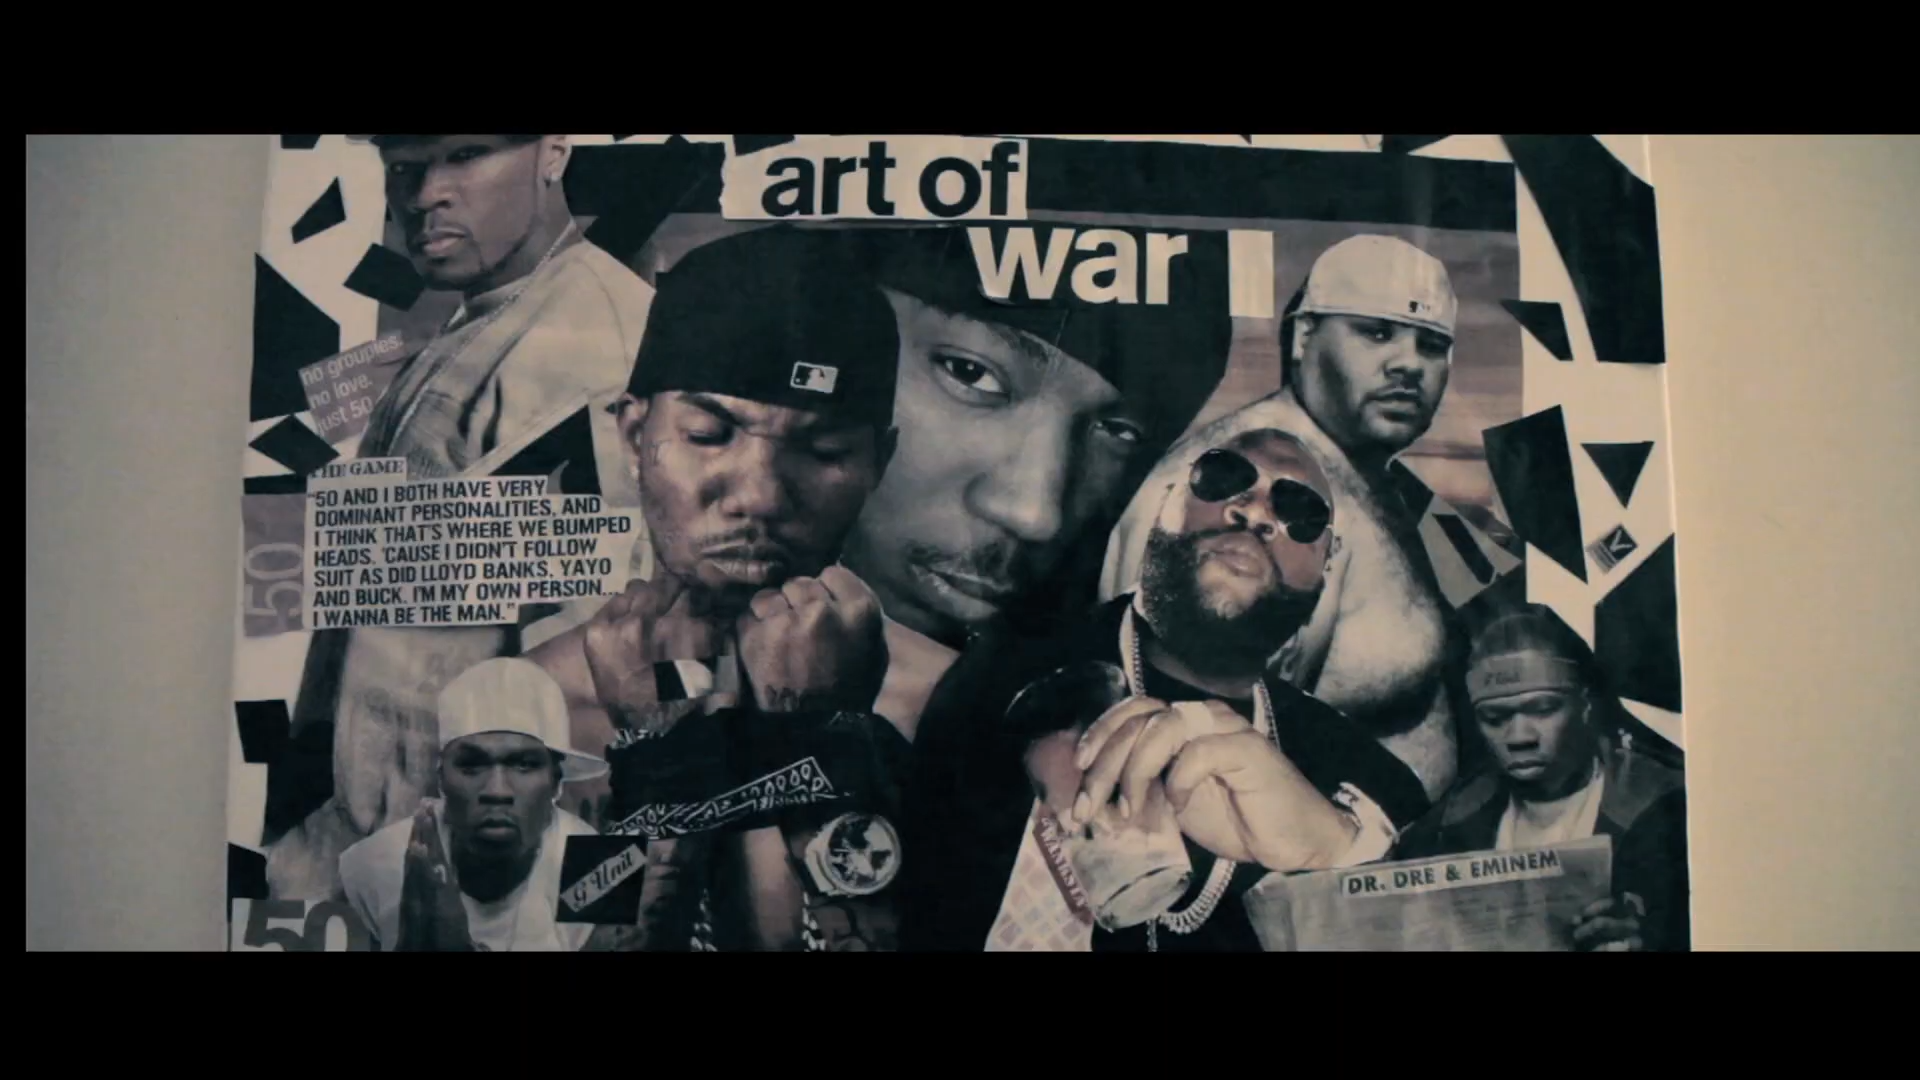 art of
war
no groupies.
no love.
just 50
THE GAME
"50 AND I BOTH HAVE VERY
DOMINANT PERSONALITIES, AND
I THINK THAT'S WHERE WE BUMPED
HEADS. 'CAUSE I DIDN'T FOLLOW
SUIT AS DID LLOYD BANKS, YAYO
AND BUCK. I'M MY OWN PERSON...
I WANNA BE THE MAN."
50
G Unit
50
"WANKSTA"
DR. DRE & EMINEM